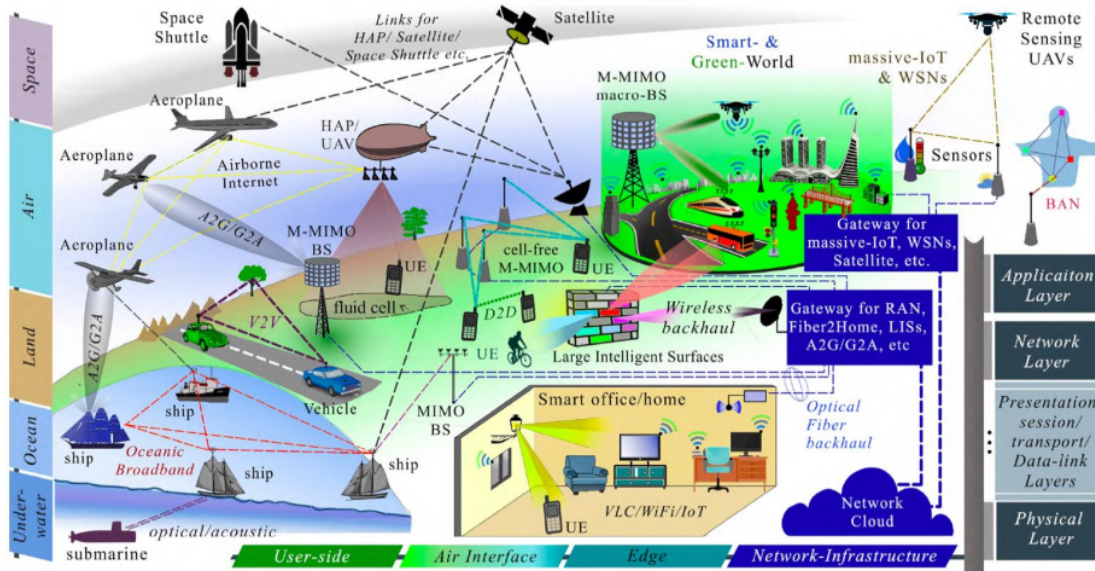 Space
Shuttle
Links for
HAP/ Satellite/
Space Shuttle etc.
Satellite
Smart- &
Green-World
massive-IoT
& WSNs
Remote
Sensing
UAVs
Space
Aeroplane
HAP/
UAV
M-MIMO
macro-BS
Aeroplane
Airborne
Internet
Sensors
BAN
Air
A2G/G2A
M-MIMO
BS
UE
cell-free
M-MIMO
UE
Gateway for
massive-IoT, WSNs,
Satellite, etc.
Aeroplane
fluid cell
D2D
Wireless
backhaul
Gateway for RAN,
Fiber2Home, LISs,
A2G/G2A, etc
Applicaiton
Layer
Land
A2G/G2A
V2V
UE
Large Intelligent Surfaces
Network
Layer
Vehicle
ship
MIMO
BS
Smart office/home
Optical
Fiber
backhaul
Presentation
session/
transport/
Data-link
Layers
Ocean
ship
Oceanic
Broadband
ship
ship
Network
Cloud
Under-
water
optical/acoustic
submarine
UE
VLC/WiFi/IoT
Physical
Layer
User-side
Air Interface
Edge
Network-Infrastructure